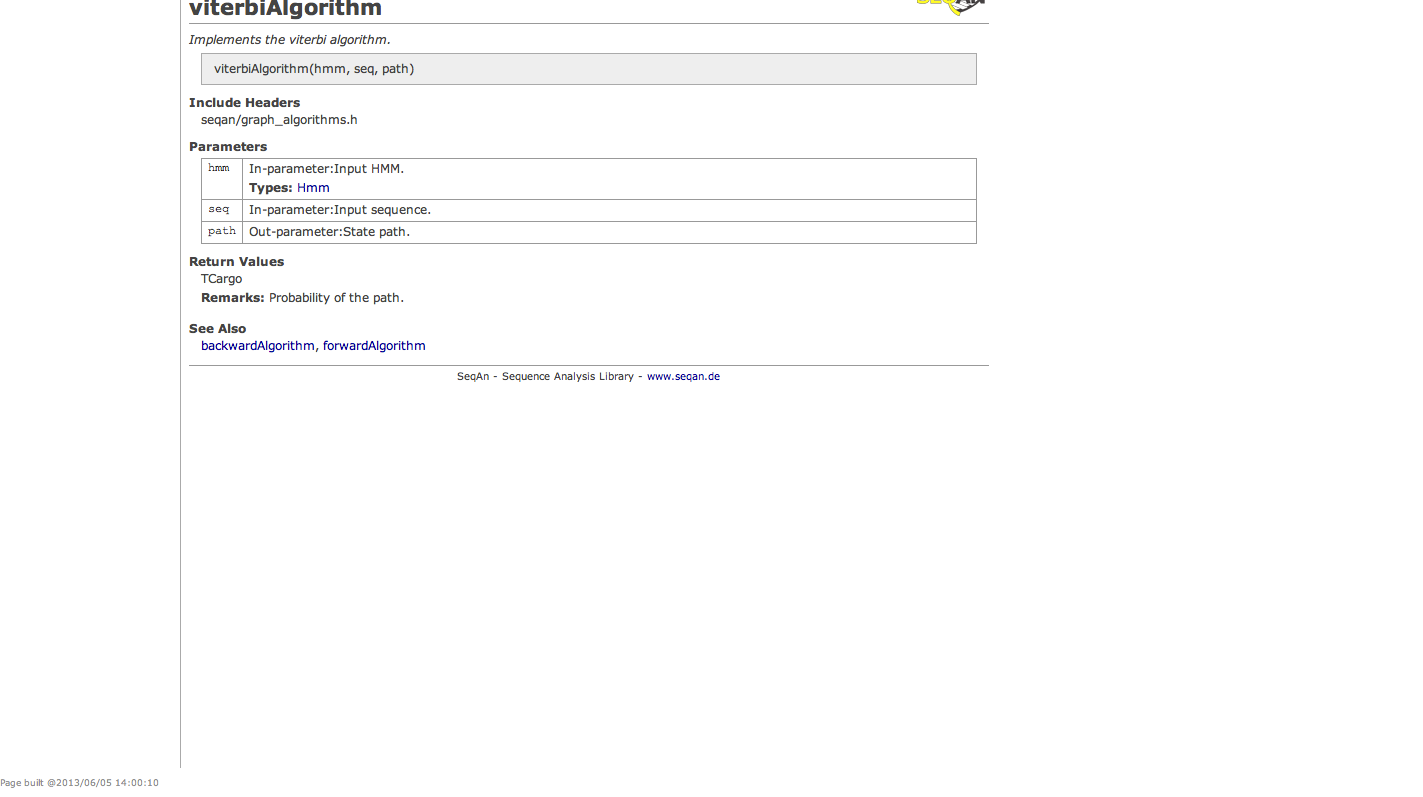 viterbiAlgorithm
Implements the viterbi algorithm.
viterbiAlgorithm(hmm, seq, path)
Include Headers
seqan/graph_algorithms.h
Parameters
hmm In-parameter:Input HMM.
Types: Hmm
seq In-parameter:Input sequence.
path Out-parameter:State path.
Return Values
TCargo
Remarks: Probability of the path.
See Also
backwardAlgorithm, forwardAlgorithm
SeqAn - Sequence Analysis Library - www.seqan.de
Page built @2013/06/05 14:00:10